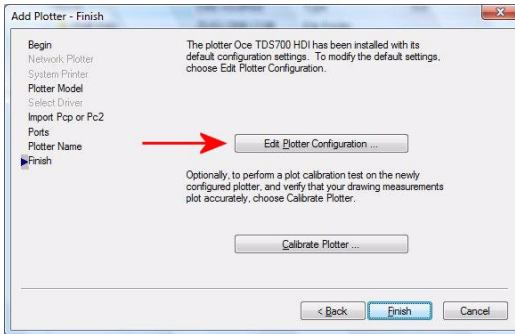 Add Plotter - Finish
Begin
Network Plotter
System Printer
Plotter Model
Select Driver
Import Pcp or Pc2
Ports
Plotter Name
Finish
The plotter Oce TDS700 HDI has been installed with its
default configuration settings. To modify the default settings,
choose Edit Plotter Configuration.
Edit Plotter Configuration ...
Optionally, to perform a plot calibration test on the newly
configured plotter, and verify that your drawing measurements
plot accurately, choose Calibrate Plotter.
Calibrate Plotter ...
< Back
Finish
Cancel